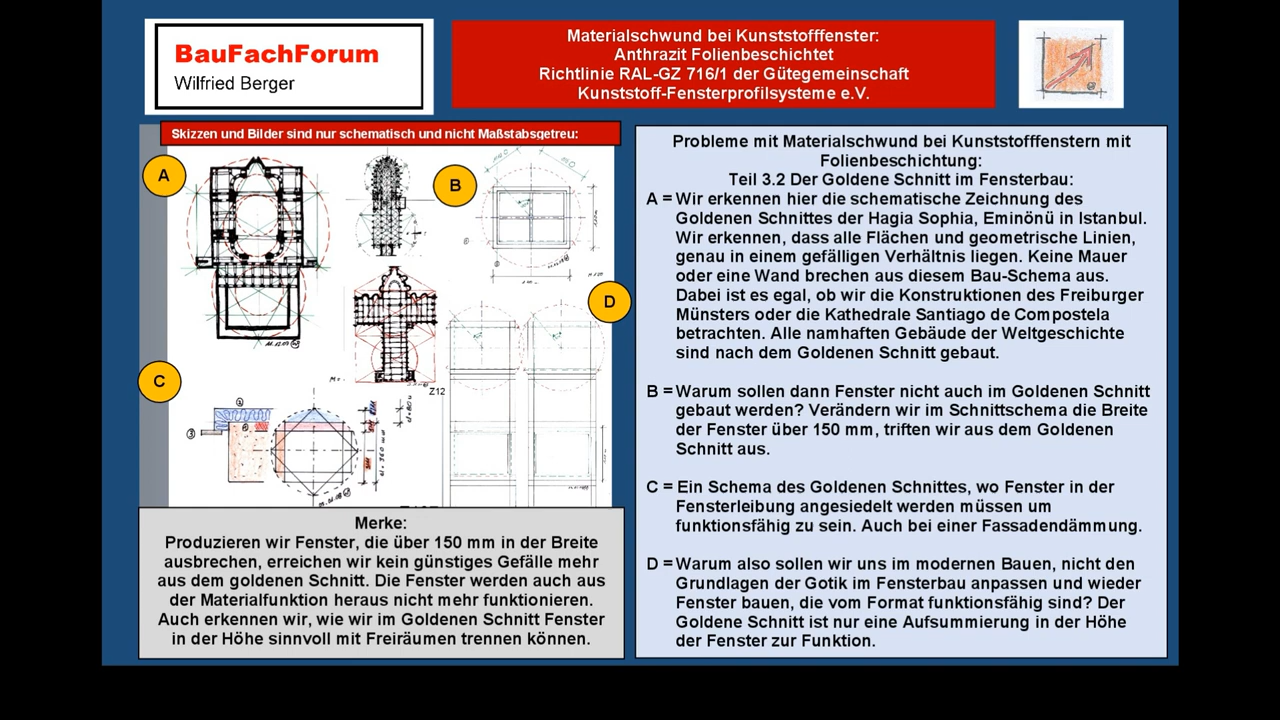 BauFachForum
Wilfried Berger
Materialschwund bei Kunststofffenster:
Anthrazit Folienbeschichtet
Richtlinie RAL-GZ 716/1 der Gütegemeinschaft
Kunststoff-Fensterprofilsysteme e.V.
Skizzen und Bilder sind nur schematisch und nicht Maßstabsgetreu:
A
B
C
D
Z12
Merke:
Produzieren wir Fenster, die über 150 mm in der Breite
ausbrechen, erreichen wir kein günstiges Gefälle mehr
aus dem goldenen Schnitt. Die Fenster werden auch aus
der Materialfunktion heraus nicht mehr funktionieren.
Auch erkennen wir, wie wir im Goldenen Schnitt Fenster
in der Höhe sinnvoll mit Freiräumen trennen können.
Probleme mit Materialschwund bei Kunststofffenstern mit
Folienbeschichtung:
Teil 3.2 Der Goldene Schnitt im Fensterbau:
A = Wir erkennen hier die schematische Zeichnung des
Goldenen Schnittes der Hagia Sophia, Eminönü in Istanbul.
Wir erkennen, dass alle Flächen und geometrische Linien,
genau in einem gefälligen Verhältnis liegen. Keine Mauer
oder eine Wand brechen aus diesem Bau-Schema aus.
Dabei ist es egal, ob wir die Konstruktionen des Freiburger
Münsters oder die Kathedrale Santiago de Compostela
betrachten. Alle namhaften Gebäude der Weltgeschichte
sind nach dem Goldenen Schnitt gebaut.
B = Warum sollen dann Fenster nicht auch im Goldenen Schnitt
gebaut werden? Verändern wir im Schnittschema die Breite
der Fenster über 150 mm, triften wir aus dem Goldenen
Schnitt aus.
C = Ein Schema des Goldenen Schnittes, wo Fenster in der
Fensterleibung angesiedelt werden müssen um
funktionsfähig zu sein. Auch bei einer Fassadendämmung.
D = Warum also sollen wir uns im modernen Bauen, nicht den
Grundlagen der Gotik im Fensterbau anpassen und wieder
Fenster bauen, die vom Format funktionsfähig sind? Der
Goldene Schnitt ist nur eine Aufsummierung in der Höhe
der Fenster zur Funktion.